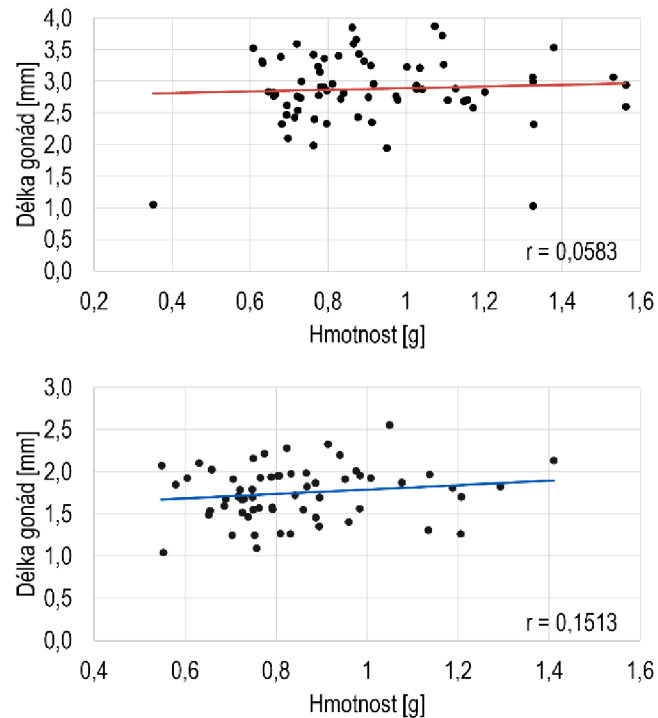 4,0
3,5
3,0
2,5
2,0
1,5
1,0
0,5
0,0
Délka gonád [mm]
r = 0,0583
0,2 0,4 0,6 0,8 1 1,2 1,4 1,6
Hmotnost [g]
3,0
2,5
2,0
1,5
1,0
0,5
0,0
Délka gonád [mm]
r = 0,1513
0,4 0,6 0,8 1 1,2 1,4 1,6
Hmotnost [g]